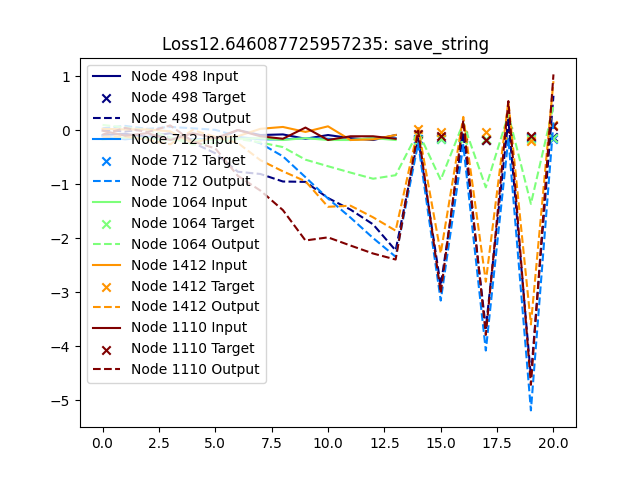 Loss12.646087725957235: save_string
Node 498 Input
Node 498 Target
Node 498 Output
Node 712 Input
Node 712 Target
Node 712 Output
Node 1064 Input
Node 1064 Target
Node 1064 Output
Node 1412 Input
Node 1412 Target
Node 1412 Output
Node 1110 Input
Node 1110 Target
Node 1110 Output
1
0
−1
−2
−3
−4
−5
0.0 2.5 5.0 7.5 10.0 12.5 15.0 17.5 20.0